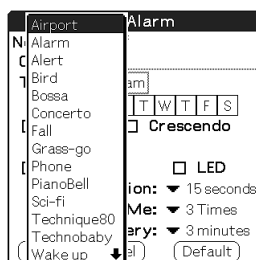 Alarm
Airport
Alarm
Alert
Bird
Bossa
Concerto
Fall
Grass-go
Phone
PianoBell
Sci-fi
Technique80
Technobaby
Wake up
am
T W T F S
Crescendo
LED
ion: 15 seconds
Me: 3 Times
ery: 3 minutes
el
Default